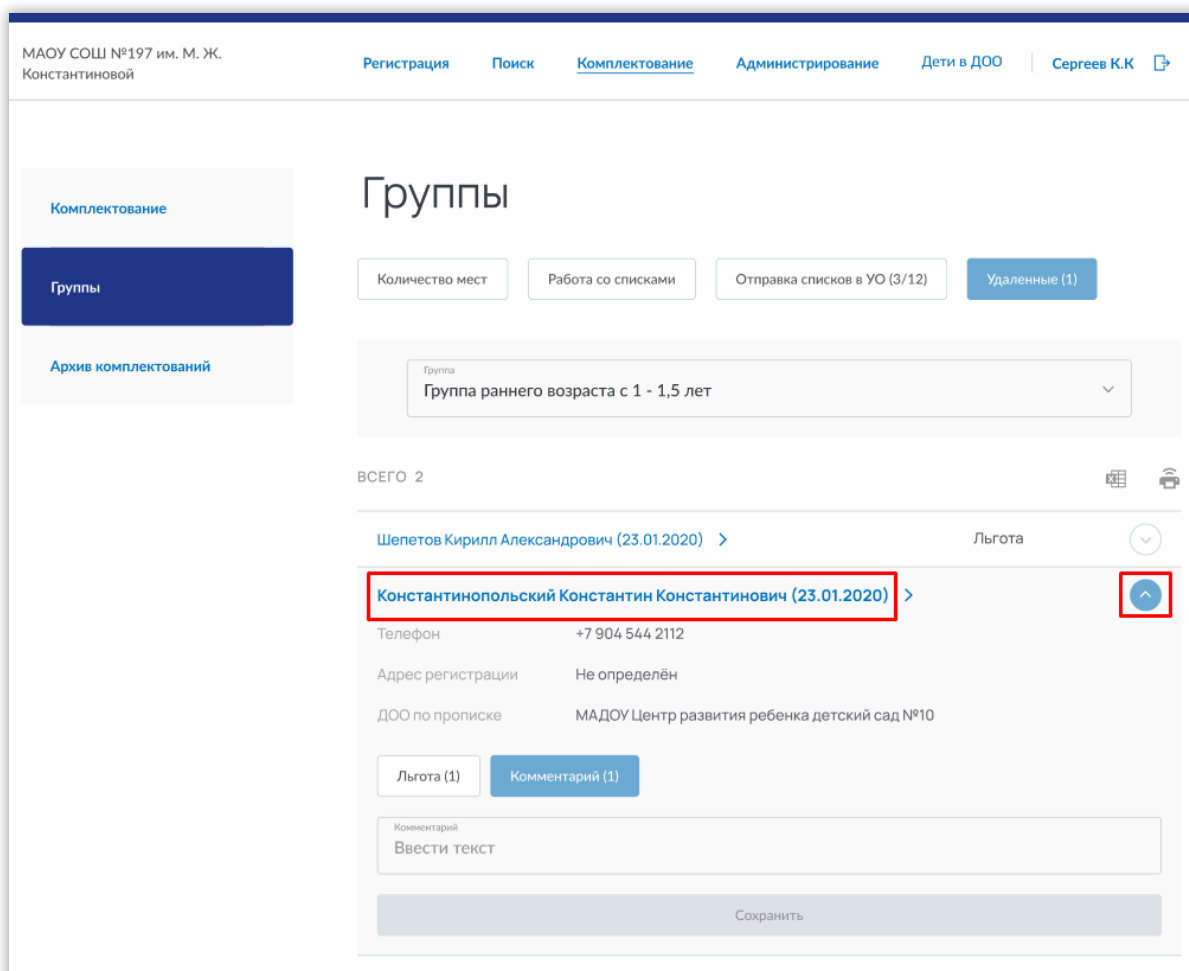 МАОУ СОШ №197 им. М. Ж.
Константиновой
Регистрация Поиск Комплектование Администрирование Дети в ДОО Сергеев К.К
Комплектование
Группы
Архив комплектований
Группы
Количество мест Работа со списками Отправка списков в УО (3/12) Удаленные (1)
Группа
Группа раннего возраста с 1 - 1,5 лет
ВСЕГО 2
Шепетов Кирилл Александрович (23.01.2020) Льгота
Константинопольский Константин Константинович (23.01.2020)
Телефон +7 904 544 2112
Адрес регистрации Не определён
ДОО по прописке МАДОУ Центр развития ребенка детский сад №10
Льгота (1) Комментарий (1)
Комментарий
Ввести текст
Сохранить